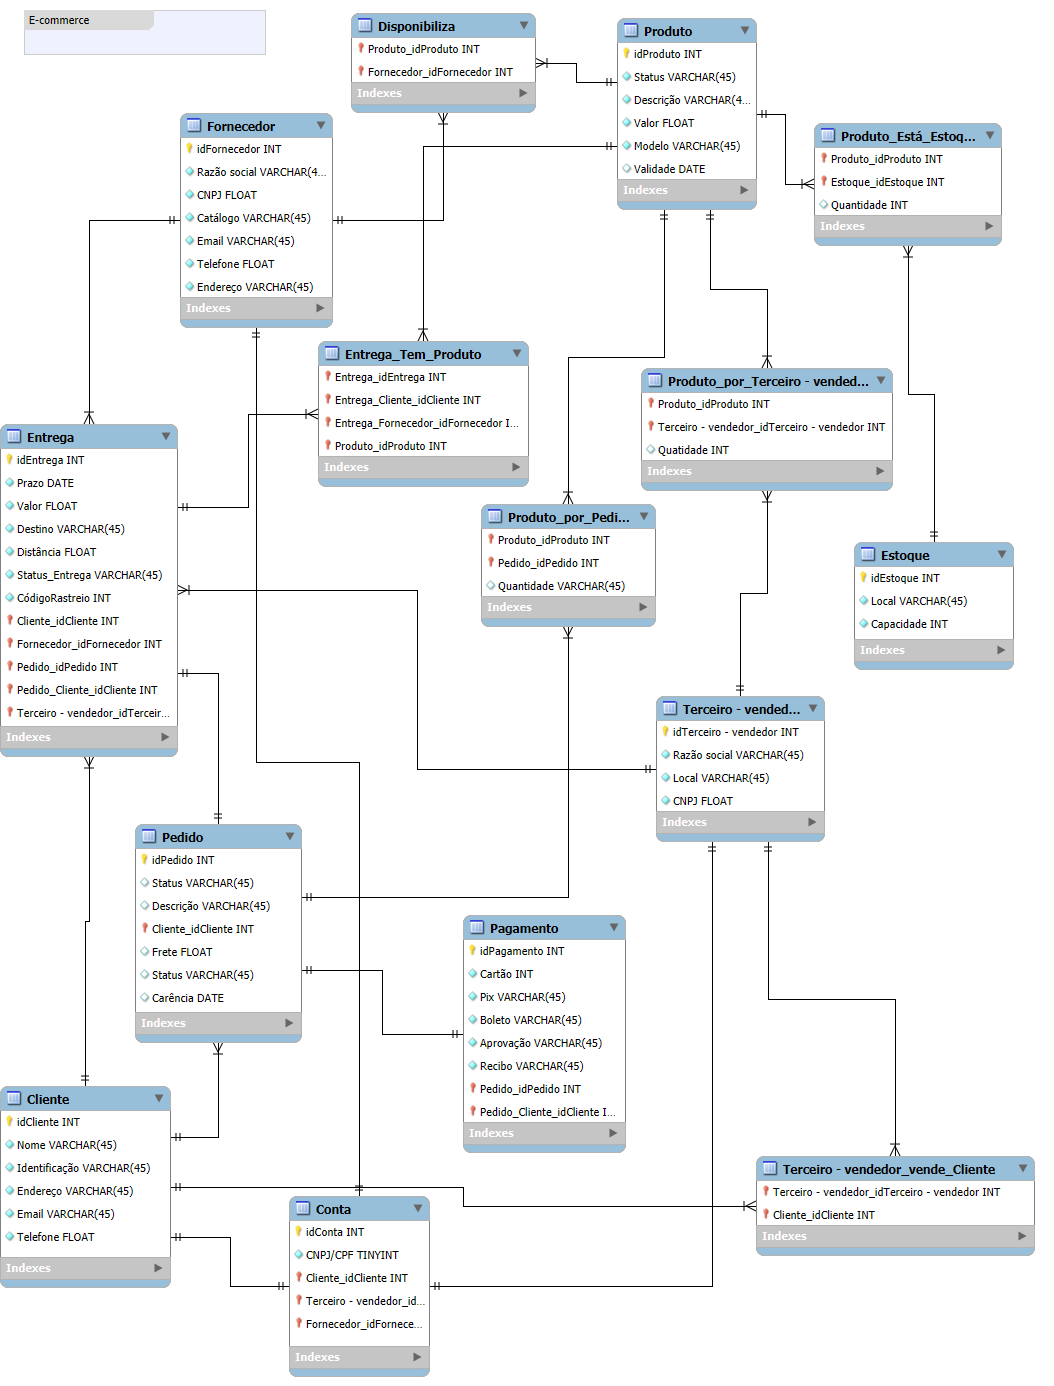 E-commerce
Disponibiliza
Produto_idProduto INT
Fornecedor_idFornecedor INT
Indexes
Produto
idProduto INT
Status VARCHAR(45)
Descrição VARCHAR(4...
Valor FLOAT
Modelo VARCHAR(45)
Validade DATE
Indexes
Fornecedor
idFornecedor INT
Razão social VARCHAR(4...
CNPJ FLOAT
Catálogo VARCHAR(45)
Email VARCHAR(45)
Telefone FLOAT
Endereço VARCHAR(45)
Indexes
Produto_Está_Estoq...
Produto_idProduto INT
Estoque_idEstoque INT
Quantidade INT
Indexes
Entrega_Tem_Produto
Entrega_idEntrega INT
Entrega_Cliente_idCliente INT
Entrega_Fornecedor_idFornecedor I...
Produto_idProduto INT
Indexes
Produto_por_Terceiro - vended...
Produto_idProduto INT
Terceiro - vendedor_idTerceiro - vendedor INT
Quatidade INT
Indexes
Entrega
idEntrega INT
Prazo DATE
Valor FLOAT
Destino VARCHAR(45)
Distância FLOAT
Status_Entrega VARCHAR(45)
CódigoRastreio INT
Cliente_idCliente INT
Fornecedor_idFornecedor INT
Pedido_idPedido INT
Pedido_Cliente_idCliente INT
Terceiro - vendedor_idTerceir...
Indexes
Produto_por_Pedi...
Produto_idProduto INT
Pedido_idPedido INT
Quantidade VARCHAR(45)
Indexes
Estoque
idEstoque INT
Local VARCHAR(45)
Capacidade INT
Indexes
Terceiro - vended...
idTerceiro - vendedor INT
Razão social VARCHAR(45)
Local VARCHAR(45)
CNPJ FLOAT
Indexes
Pedido
idPedido INT
Status VARCHAR(45)
Descrição VARCHAR(45)
Cliente_idCliente INT
Frete FLOAT
Status VARCHAR(45)
Carência DATE
Indexes
Pagamento
idPagamento INT
Cartão INT
Pix VARCHAR(45)
Boleto VARCHAR(45)
Aprovação VARCHAR(45)
Recibo VARCHAR(45)
Pedido_idPedido INT
Pedido_Cliente_idCliente I...
Indexes
Cliente
idCliente INT
Nome VARCHAR(45)
Identificação VARCHAR(45)
Endereço VARCHAR(45)
Email VARCHAR(45)
Telefone FLOAT
Indexes
Terceiro - vendedor_vende_Cliente
Terceiro - vendedor_idTerceiro - vendedor INT
Cliente_idCliente INT
Indexes
Conta
idConta INT
CNPJ/CPF TINYINT
Cliente_idCliente INT
Terceiro - vendedor_id...
Fornecedor_idFornece...
Indexes